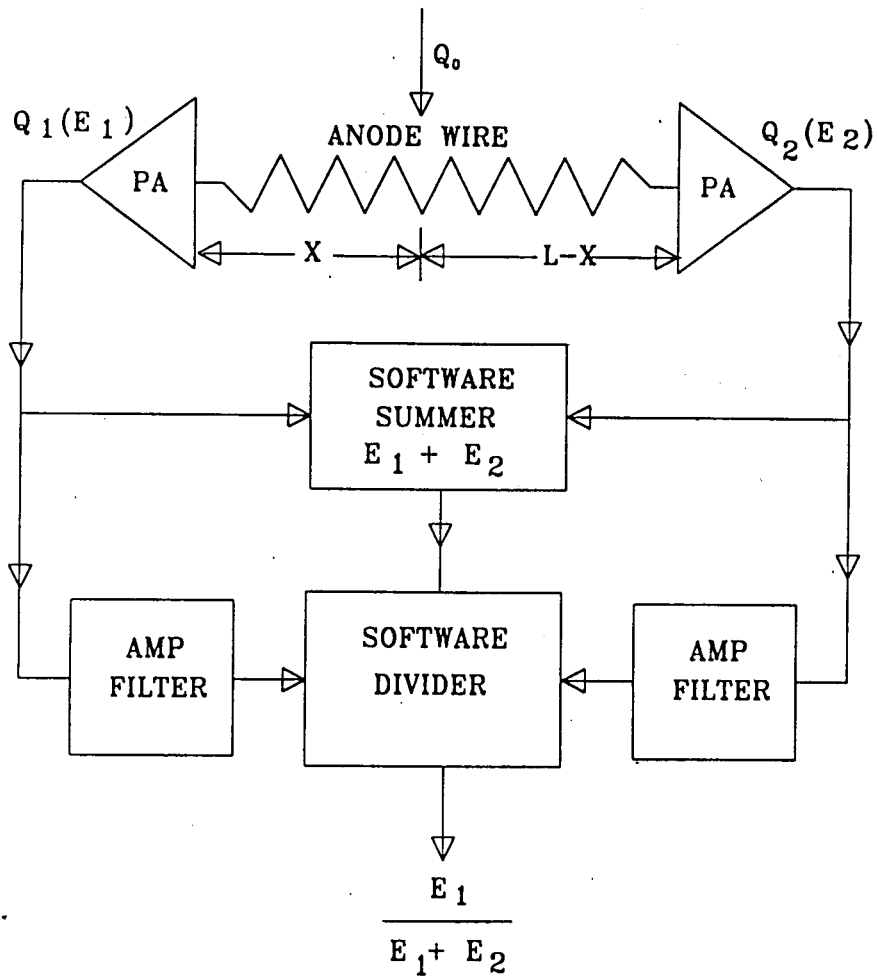 Q₀
Q₁(E₁)
ANODE WIRE
Q₂(E₂)
PA
PA
X
L-X
SOFTWARE
SUMMER
E₁ + E₂
AMP
FILTER
SOFTWARE
DIVIDER
AMP
FILTER
E₁
E₁+ E₂